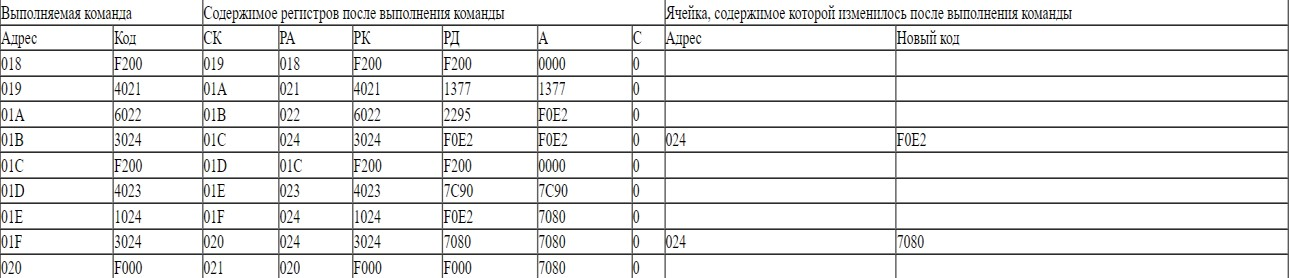 Выполняемая команда Содержимое регистров после выполнения команды Ячейка, содержимое которой изменилось после выполнения команды
Адрес Код СК РА РК РД А С Адрес Новый код
018 F200 019 018 F200 F200 0000 0
019 4021 01A 021 4021 1377 1377 0
01A 6022 01B 022 6022 2295 F0E2 0
01B 3024 01C 024 3024 F0E2 F0E2 0 024 F0E2
01C F200 01D 01C F200 F200 0000 0
01D 4023 01E 023 4023 7C90 7C90 0
01E 1024 01F 024 1024 F0E2 7080 0
01F 3024 020 024 3024 7080 7080 0 024 7080
020 F000 021 020 F000 F000 7080 0